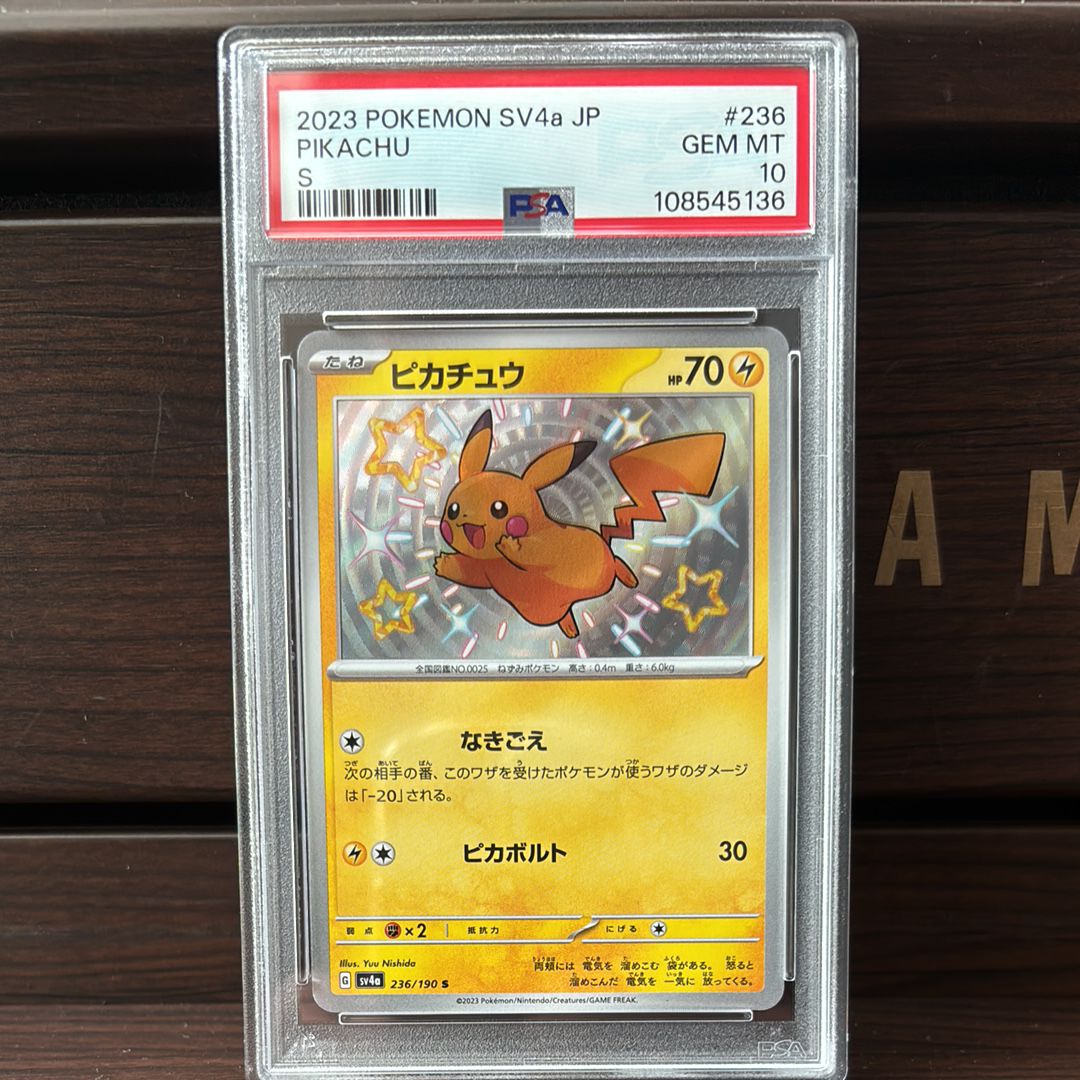 2023 POKEMON SV4a JP #236
PIKACHU GEM MT
S 10
PSA 108545136
たね ピカチュウ HP 70
全国図鑑NO.0025 ねずみポケモン 高さ:0.4m 重さ:6.0kg
なきごえ
次の相手の番、このワザを受けたポケモンが使うワザのダメージ
は「-20」される。
ピカボルト 30
弱点 ×2 抵抗力 にげる
Illus. Yuu Nishida
両頬には 電気を 溜めこむ 袋がある。 怒ると
溜めこんだ 電気を 一気に 放ってくる。
G sv4a 236/190 S
©2023 Pokémon/Nintendo/Creatures/GAME FREAK.
PSA
A M